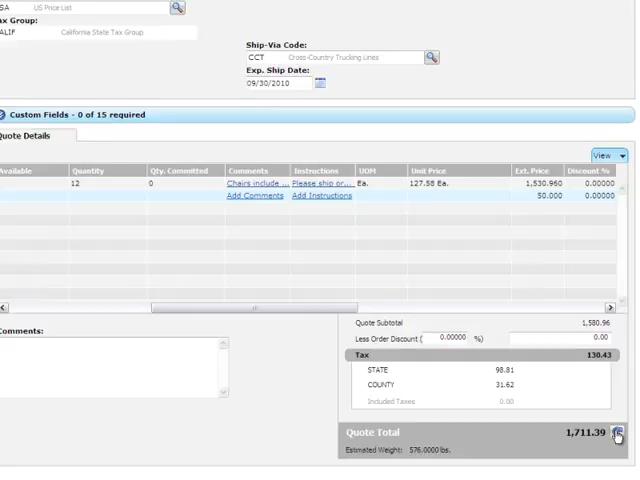 SA US Price List
ax Group:
ALIF California State Tax Group
Ship-Via Code:
CCT Cross-Country Trucking Lines
Exp. Ship Date:
09/30/2010
Custom Fields - 0 of 15 required
Quote Details
View
Available Quantity Qty. Committed Comments Instructions UOM Unit Price Ext. Price Discount %
12 0 Chairs include ... Please ship or... Ea. 127.58 Ea. 1,530.960 0.00000
Add Comments Add Instructions 50.000 0.00000
Quote Subtotal 1,580.96
Comments:
Less Order Discount ( 0.00000 %) 0.00
Tax 130.43
STATE 98.81
COUNTY 31.62
Included Taxes 0.00
Quote Total 1,711.39
Estimated Weight: 576.0000 lbs.